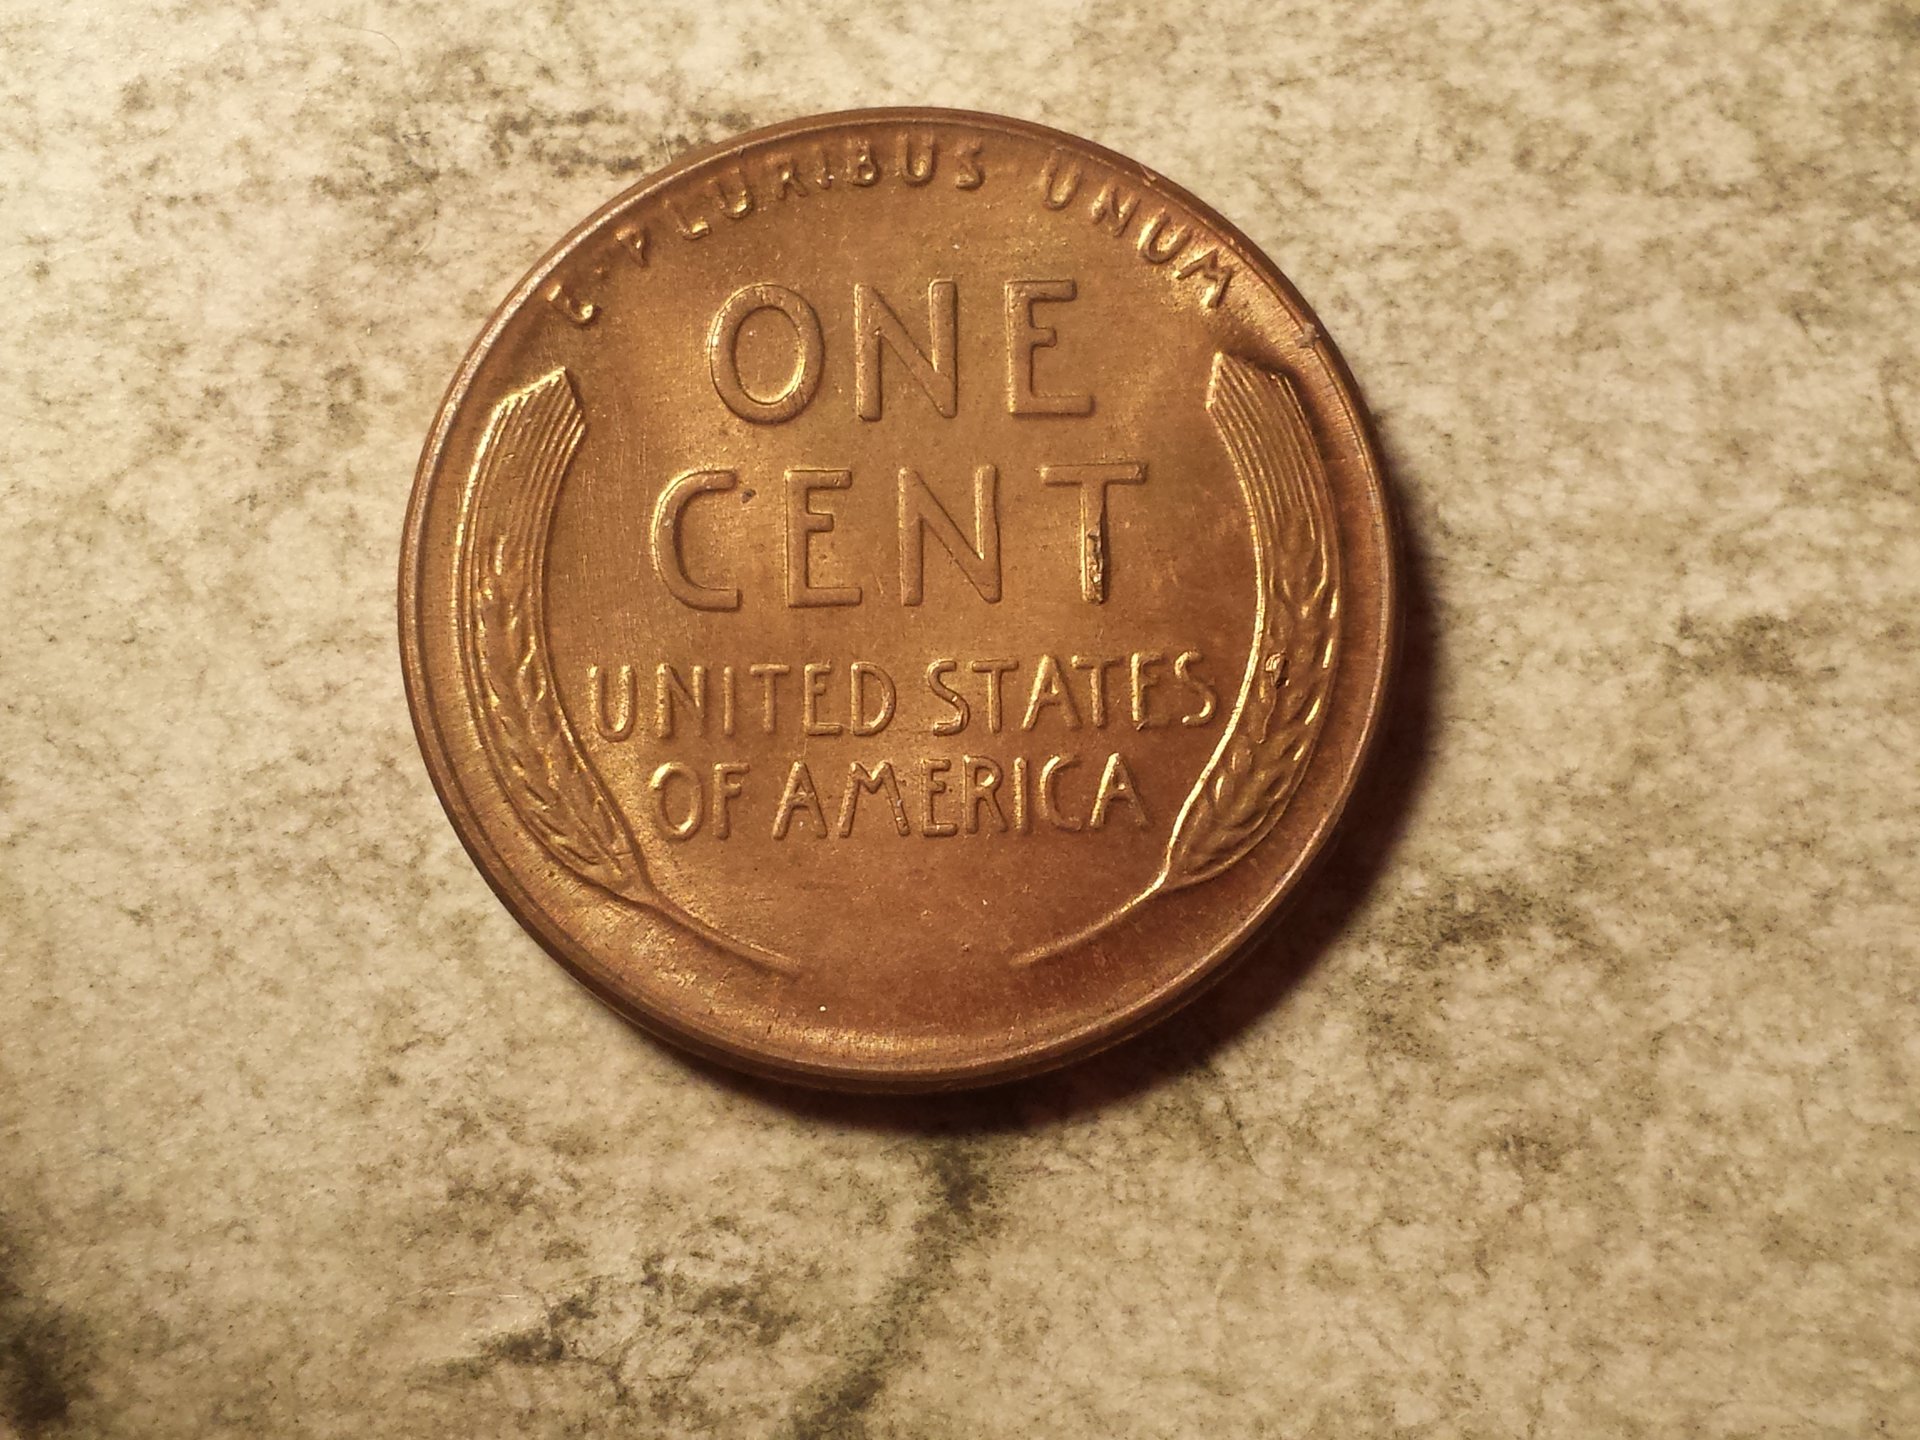 E·PLURIBUS UNUM
ONE
CENT
UNITED STATES
OF AMERICA